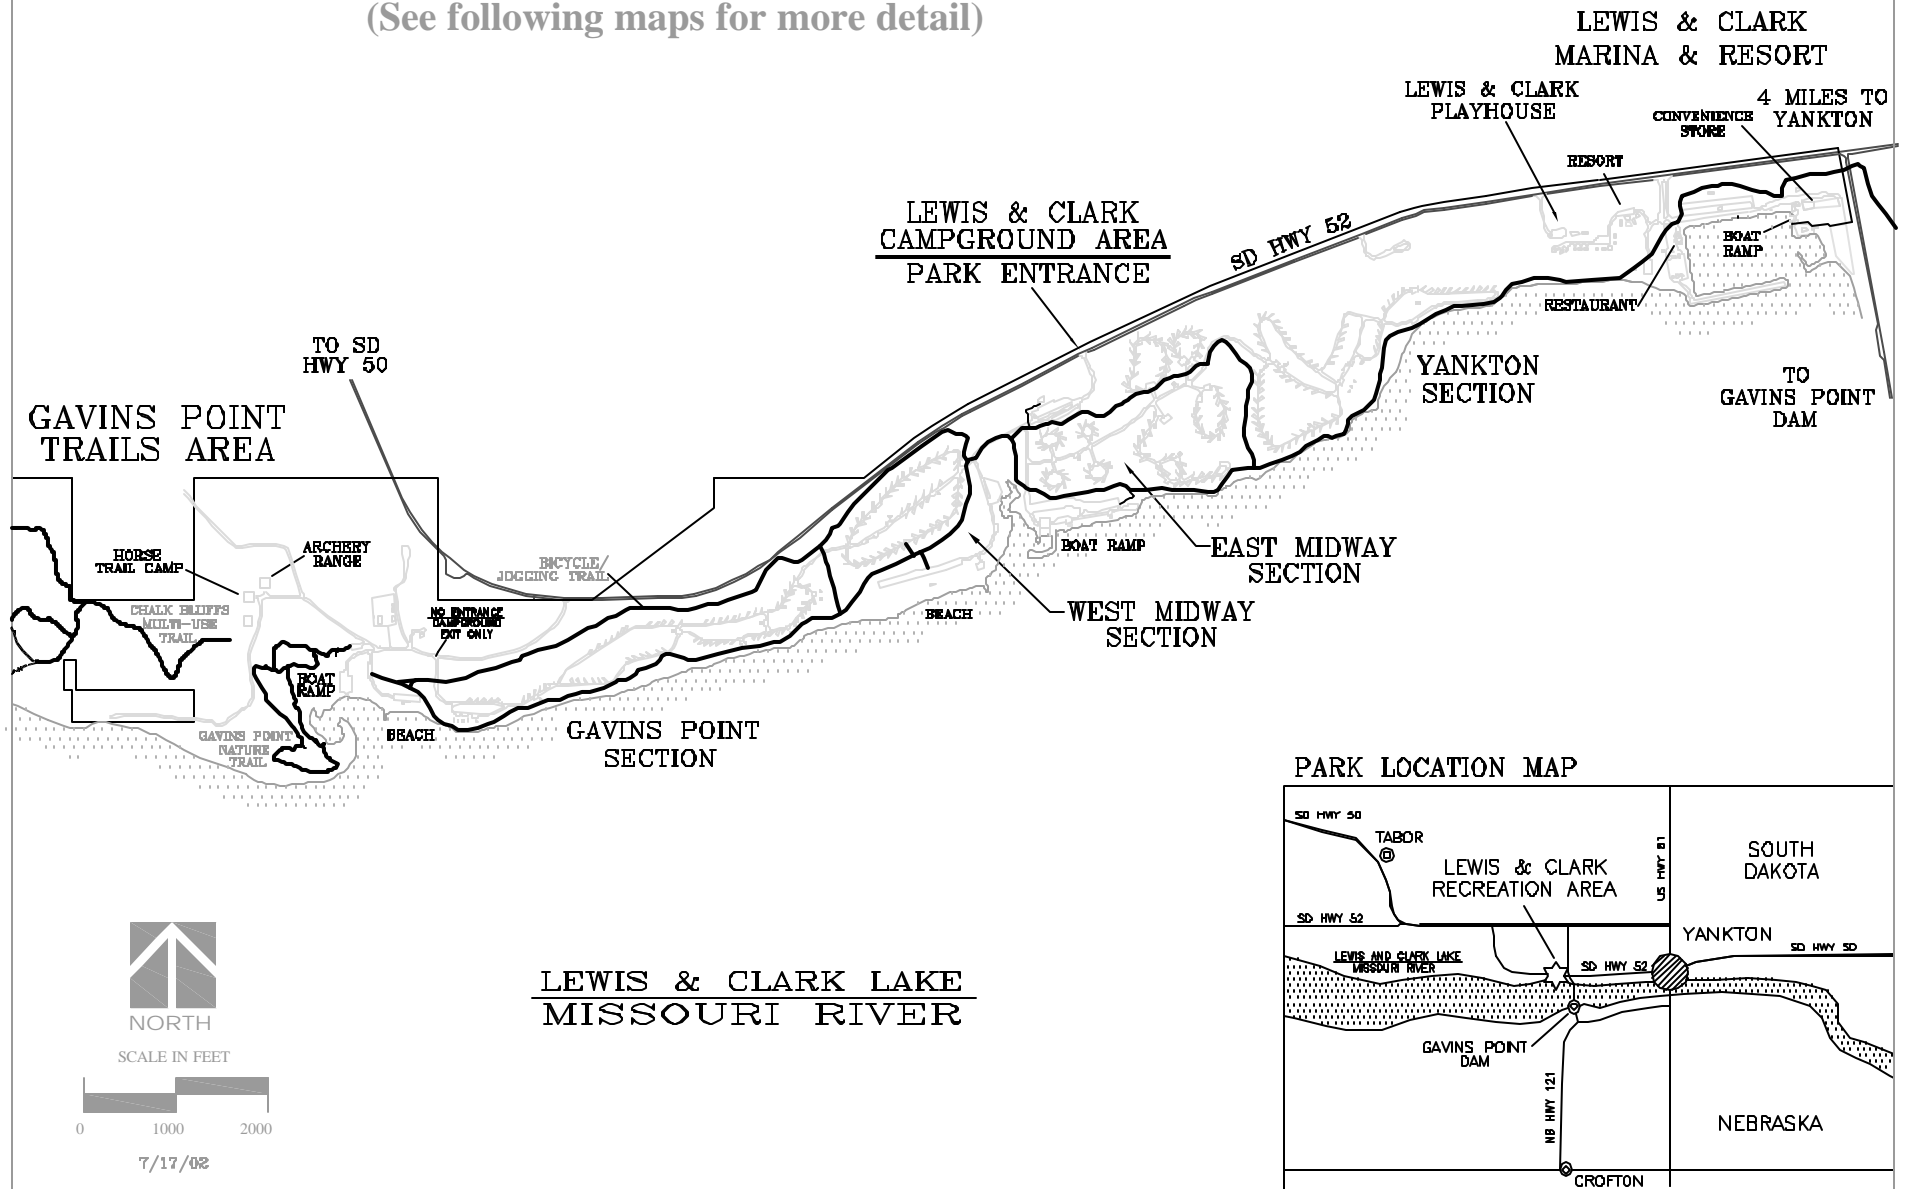 (See following maps for more detail)
LEWIS & CLARK
MARINA & RESORT
LEWIS & CLARK
PLAYHOUSE
4 MILES TO
YANKTON
CONVENIENCE
STORE
RESORT
LEWIS & CLARK
CAMPGROUND AREA
PARK ENTRANCE
SD HWY 52
BOAT
RAMP
RESTAURANT
TO SD
HWY 50
YANKTON
SECTION
TO
GAVINS POINT
DAM
GAVINS POINT
TRAILS AREA
HORSE
TRAIL CAMP
ARCHERY
RANGE
BICYCLE/
JOGGING TRAIL
BOAT RAMP
EAST MIDWAY
SECTION
CHALK BLUFFS
MULTI-USE
TRAIL
NO ENTRANCE
CAMPGROUND
EXIT ONLY
BEACH
WEST MIDWAY
SECTION
BOAT
RAMP
GAVINS POINT
NATURE
TRAIL
BEACH
GAVINS POINT
SECTION
PARK LOCATION MAP
SD HWY 50
TABOR
US HWY 81
SOUTH
DAKOTA
LEWIS & CLARK
RECREATION AREA
SD HWY 52
YANKTON
SD HWY 50
LEWIS AND CLARK LAKE
MISSOURI RIVER
SD HWY 52
GAVINS POINT
DAM
NB HWY 121
NEBRASKA
CROFTON
LEWIS & CLARK LAKE
MISSOURI RIVER
NORTH
SCALE IN FEET
0 1000 2000
7/17/02